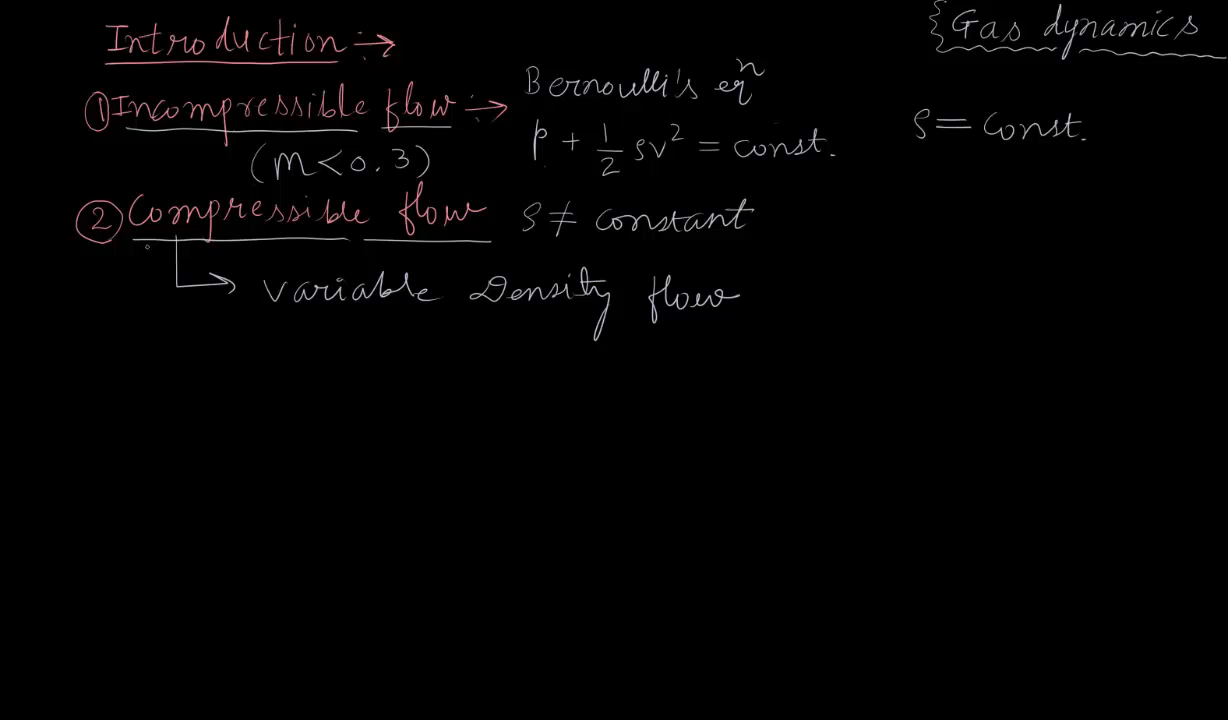 {Gas dynamics
Introduction :→
① Incompressible flow :→ Bernoulli's eqⁿ
(M < 0.3) p + 1/2 ρv² = const. ρ = const.
② Compressible flow ρ ≠ constant
↳ variable Density flow